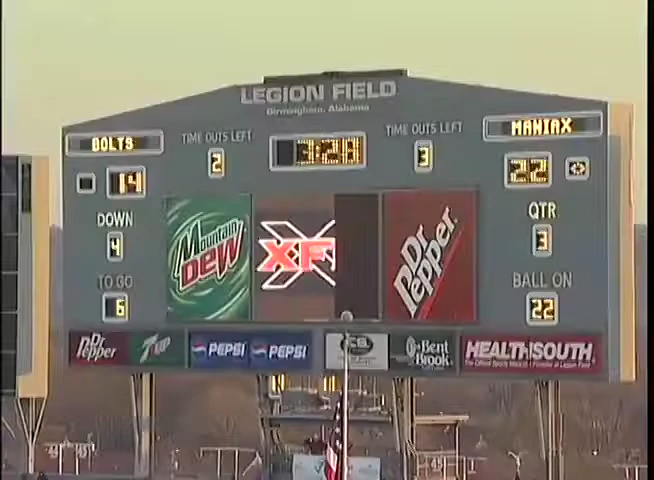 LEGION FIELD
Birmingham, Alabama
BOLTS
TIME OUTS LEFT
3:28
TIME OUTS LEFT
MANIAX
14
2
3
22
DOWN
4
QTR
3
TO GO
6
BALL ON
22
Mountain
DEW
XF
Dr Pepper
Dr Pepper
7UP
PEPSI
PEPSI
Bent
Brook
HEALTHSOUTH